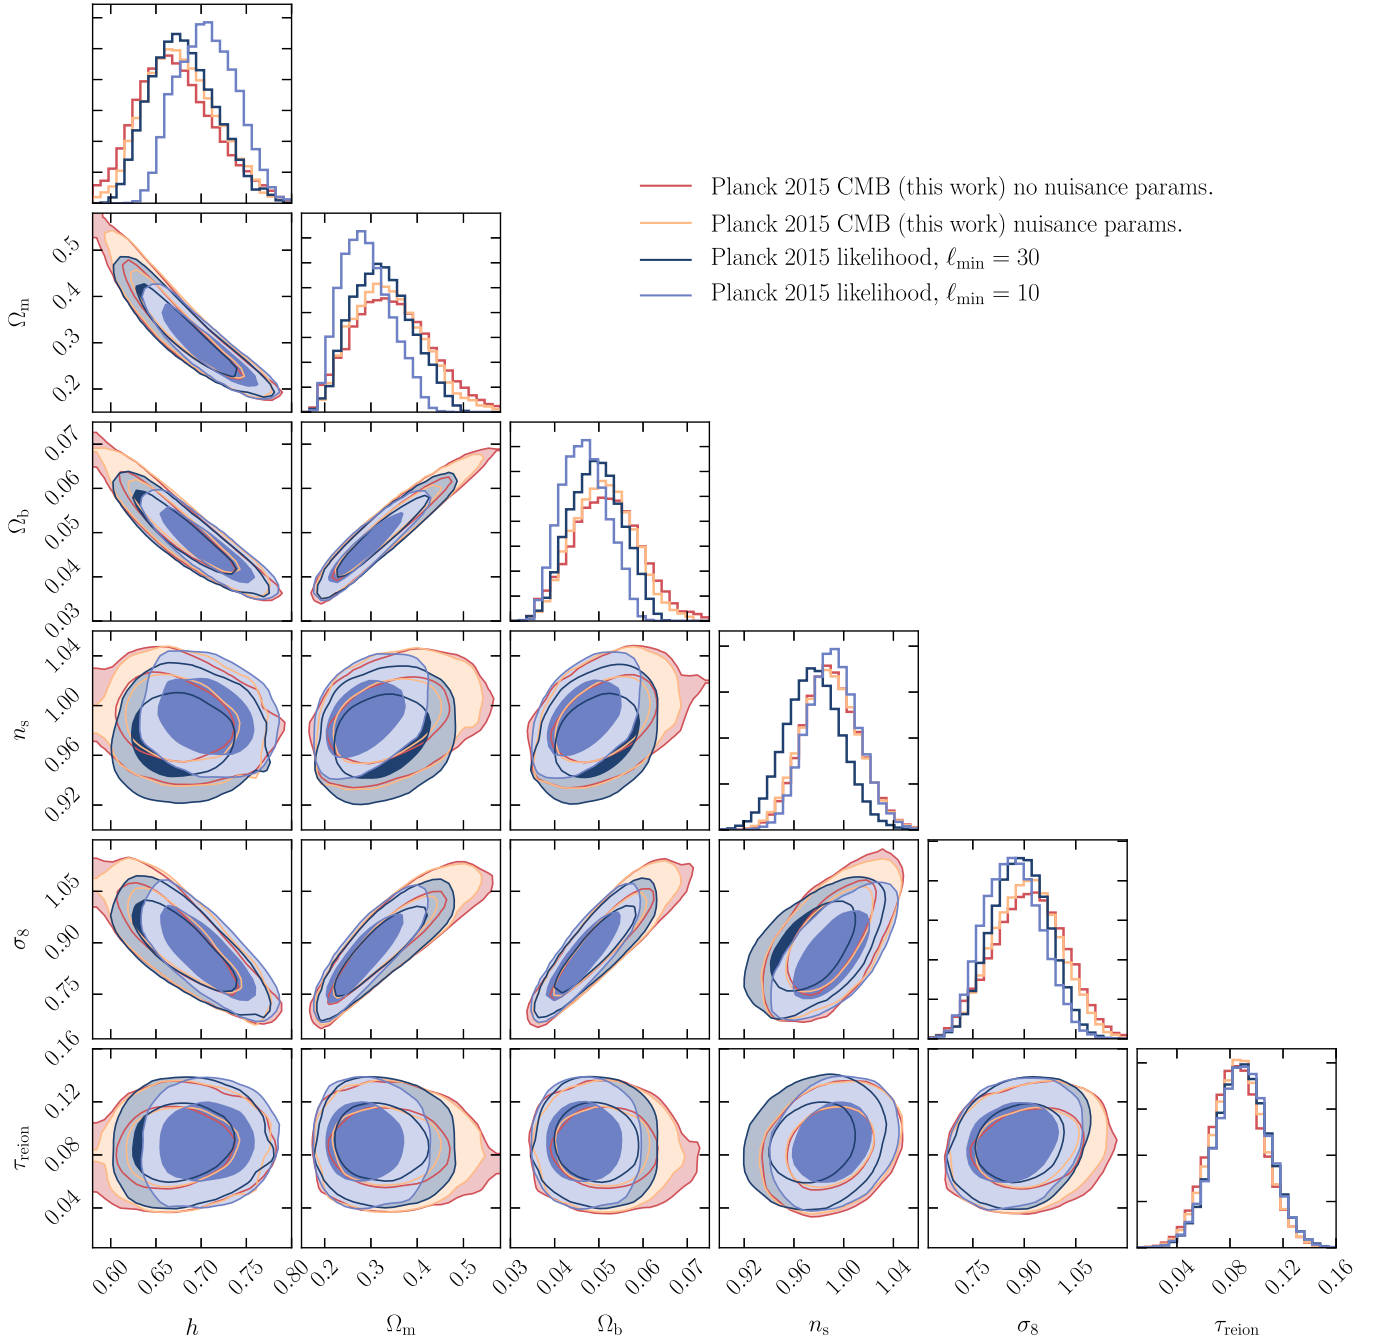 Planck 2015 CMB (this work) no nuisance params.
Planck 2015 CMB (this work) nuisance params.
Planck 2015 likelihood, ℓmin = 30
Planck 2015 likelihood, ℓmin = 10
Ωm
0.5
0.4
0.3
0.2
Ωb
0.07
0.06
0.05
0.04
0.03
ns
1.04
1.00
0.96
0.92
σ8
1.05
0.90
0.75
τreion
0.16
0.12
0.08
0.04
0.60 0.65 0.70 0.75 0.80 0.2 0.3 0.4 0.5 0.03 0.04 0.05 0.06 0.07 0.92 0.96 1.00 1.04 0.75 0.90 1.05 0.04 0.08 0.12 0.16
h Ωm Ωb ns σ8 τreion